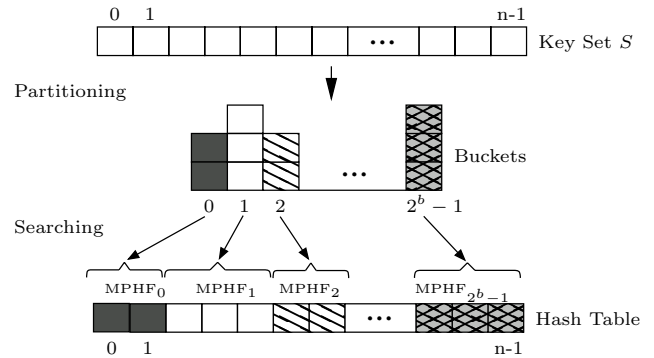 0 1 n-1
... Key Set S
Partitioning
... Buckets
0 1 2 2^b − 1
Searching
MPHF_0 MPHF_1 MPHF_2 MPHF_{2^b−1}
... Hash Table
0 1 n-1